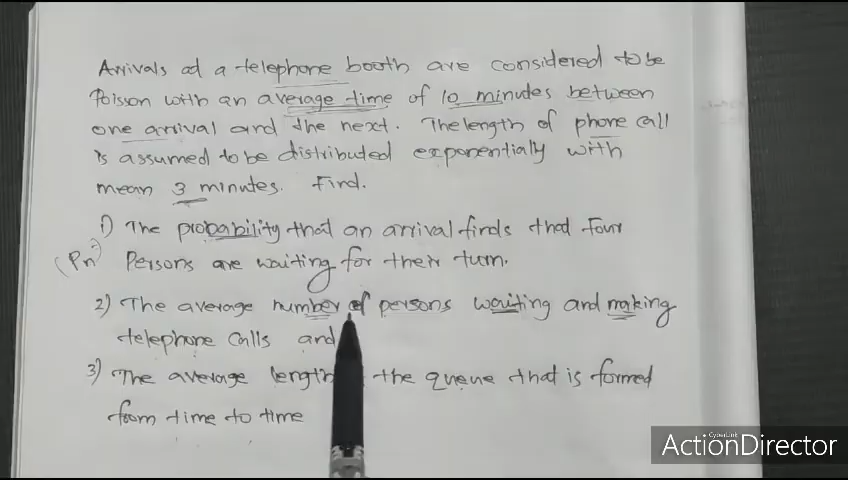 Arrivals at a telephone booth are considered to be
Poisson with an average time of 10 minutes between
one arrival and the next. The length of phone call
is assumed to be distributed exponentially with
mean 3 minutes. Find.
1) The probability that an arrival finds that four
(Pn) Persons are waiting for their turn.
2) The average number of persons waiting and making
telephone calls and
3) The average length the queue that is formed
from time to time
CyberLink
ActionDirector